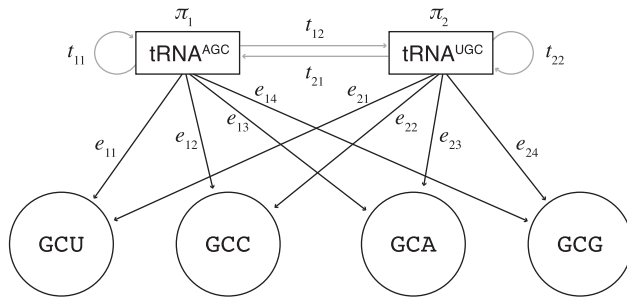 π₁ π₂
t₁₂
t₁₁ tRNAᴬᴳᶜ tRNAᵁᴳᶜ t₂₂
t₂₁
e₁₄ e₂₁
e₁₁ e₁₂ e₁₃ e₂₂ e₂₃ e₂₄
GCU GCC GCA GCG